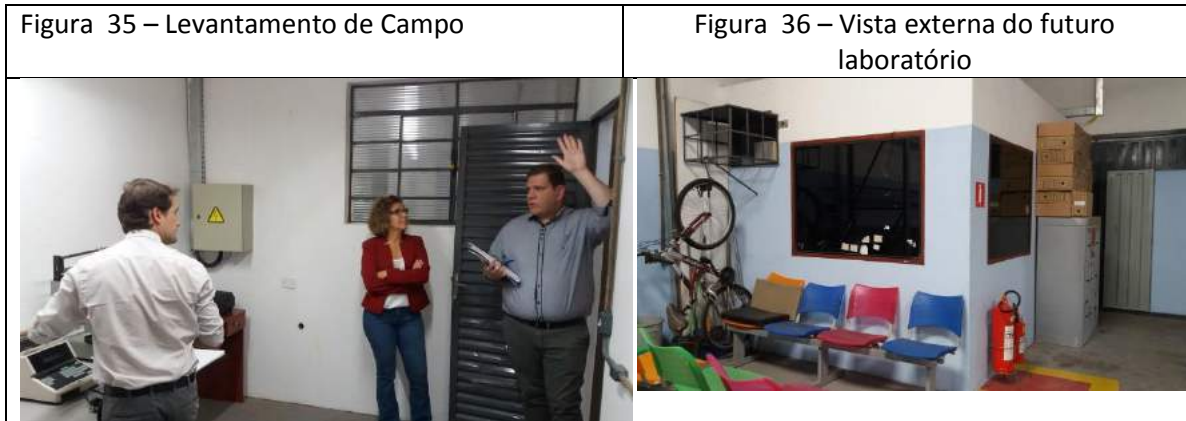 Figura 35 – Levantamento de Campo
Figura 36 – Vista externa do futuro
laboratório